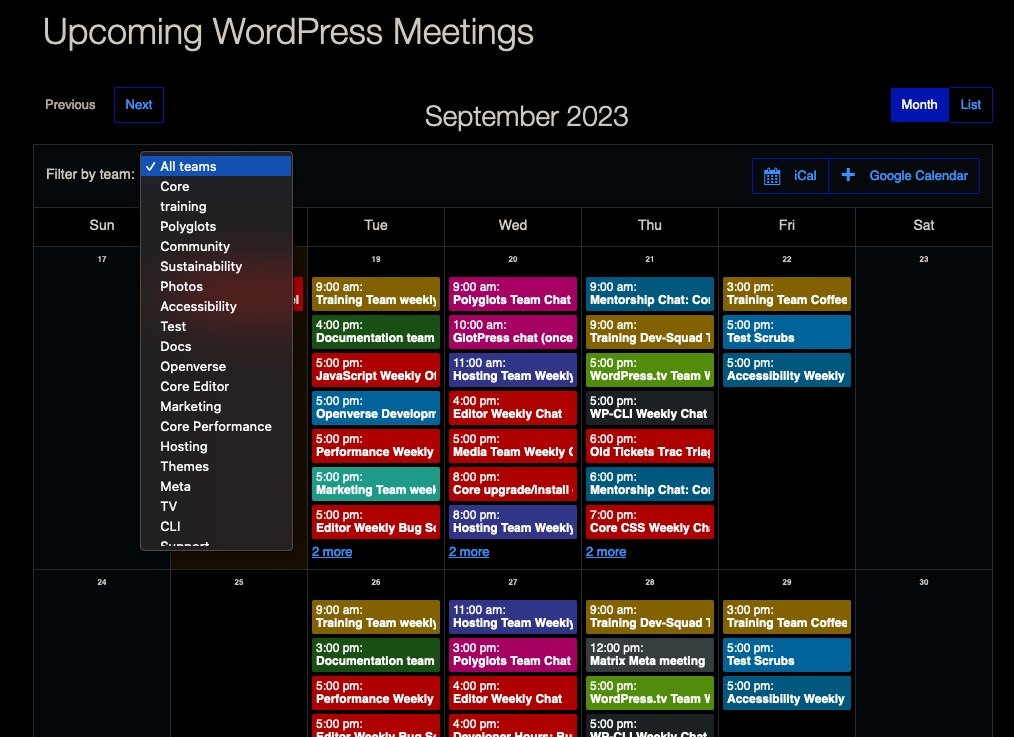 Upcoming WordPress Meetings
Previous
Next
September 2023
Month
List
Filter by team:
✓ All teams
Core
training
Polyglots
Community
Sustainability
Photos
Accessibility
Test
Docs
Openverse
Core Editor
Marketing
Core Performance
Hosting
Themes
Meta
TV
CLI
Support
iCal
+ Google Calendar
Sun
Tue
Wed
Thu
Fri
Sat
17
19
9:00 am:
Training Team weekly
4:00 pm:
Documentation team
5:00 pm:
JavaScript Weekly Of
5:00 pm:
Openverse Developm
5:00 pm:
Performance Weekly
5:00 pm:
Marketing Team week
5:00 pm:
Editor Weekly Bug Sc
2 more
20
9:00 am:
Polyglots Team Chat
10:00 am:
GlotPress chat (once
11:00 am:
Hosting Team Weekly
4:00 pm:
Editor Weekly Chat
5:00 pm:
Media Team Weekly C
8:00 pm:
Core upgrade/install
8:00 pm:
Hosting Team Weekly
2 more
21
9:00 am:
Mentorship Chat: Co
9:00 am:
Training Dev-Squad T
5:00 pm:
WordPress.tv Team W
5:00 pm:
WP-CLI Weekly Chat
6:00 pm:
Old Tickets Trac Triag
6:00 pm:
Mentorship Chat: Co
7:00 pm:
Core CSS Weekly Ch
2 more
22
3:00 pm:
Training Team Coffee
5:00 pm:
Test Scrubs
5:00 pm:
Accessibility Weekly
23
24
25
26
9:00 am:
Training Team weekly
3:00 pm:
Documentation team
5:00 pm:
Performance Weekly
5:00 pm:
Editor Weekly Bug Sc
27
11:00 am:
Hosting Team Weekly
3:00 pm:
Polyglots Team Chat
4:00 pm:
Editor Weekly Chat
4:00 pm:
Developer Hours: Bu
28
9:00 am:
Training Dev-Squad T
12:00 pm:
Matrix Meta meeting
5:00 pm:
WordPress.tv Team W
5:00 pm:
WP-CLI Weekly Chat
29
3:00 pm:
Training Team Coffee
5:00 pm:
Test Scrubs
5:00 pm:
Accessibility Weekly
30